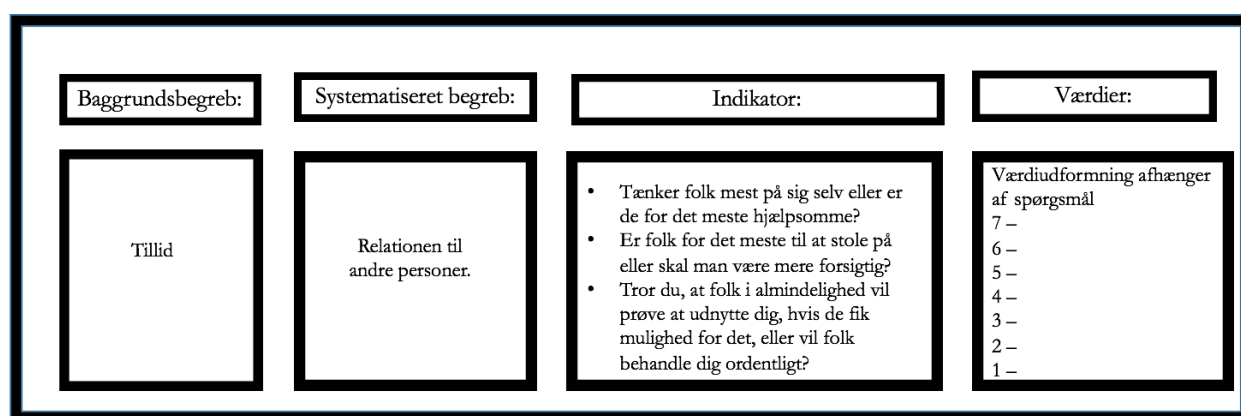 Baggrundsbegreb:
Systematiseret begreb:
Indikator:
Værdier:
Tillid
Relationen til
andre personer.
• Tænker folk mest på sig selv eller er
de for det meste hjælpsomme?
• Er folk for det meste til at stole på
eller skal man være mere forsigtig?
• Tror du, at folk i almindelighed vil
prøve at udnytte dig, hvis de fik
mulighed for det, eller vil folk
behandle dig ordentligt?
Værdiudformning afhænger
af spørgsmål
7 –
6 –
5 –
4 –
3 –
2 –
1 –